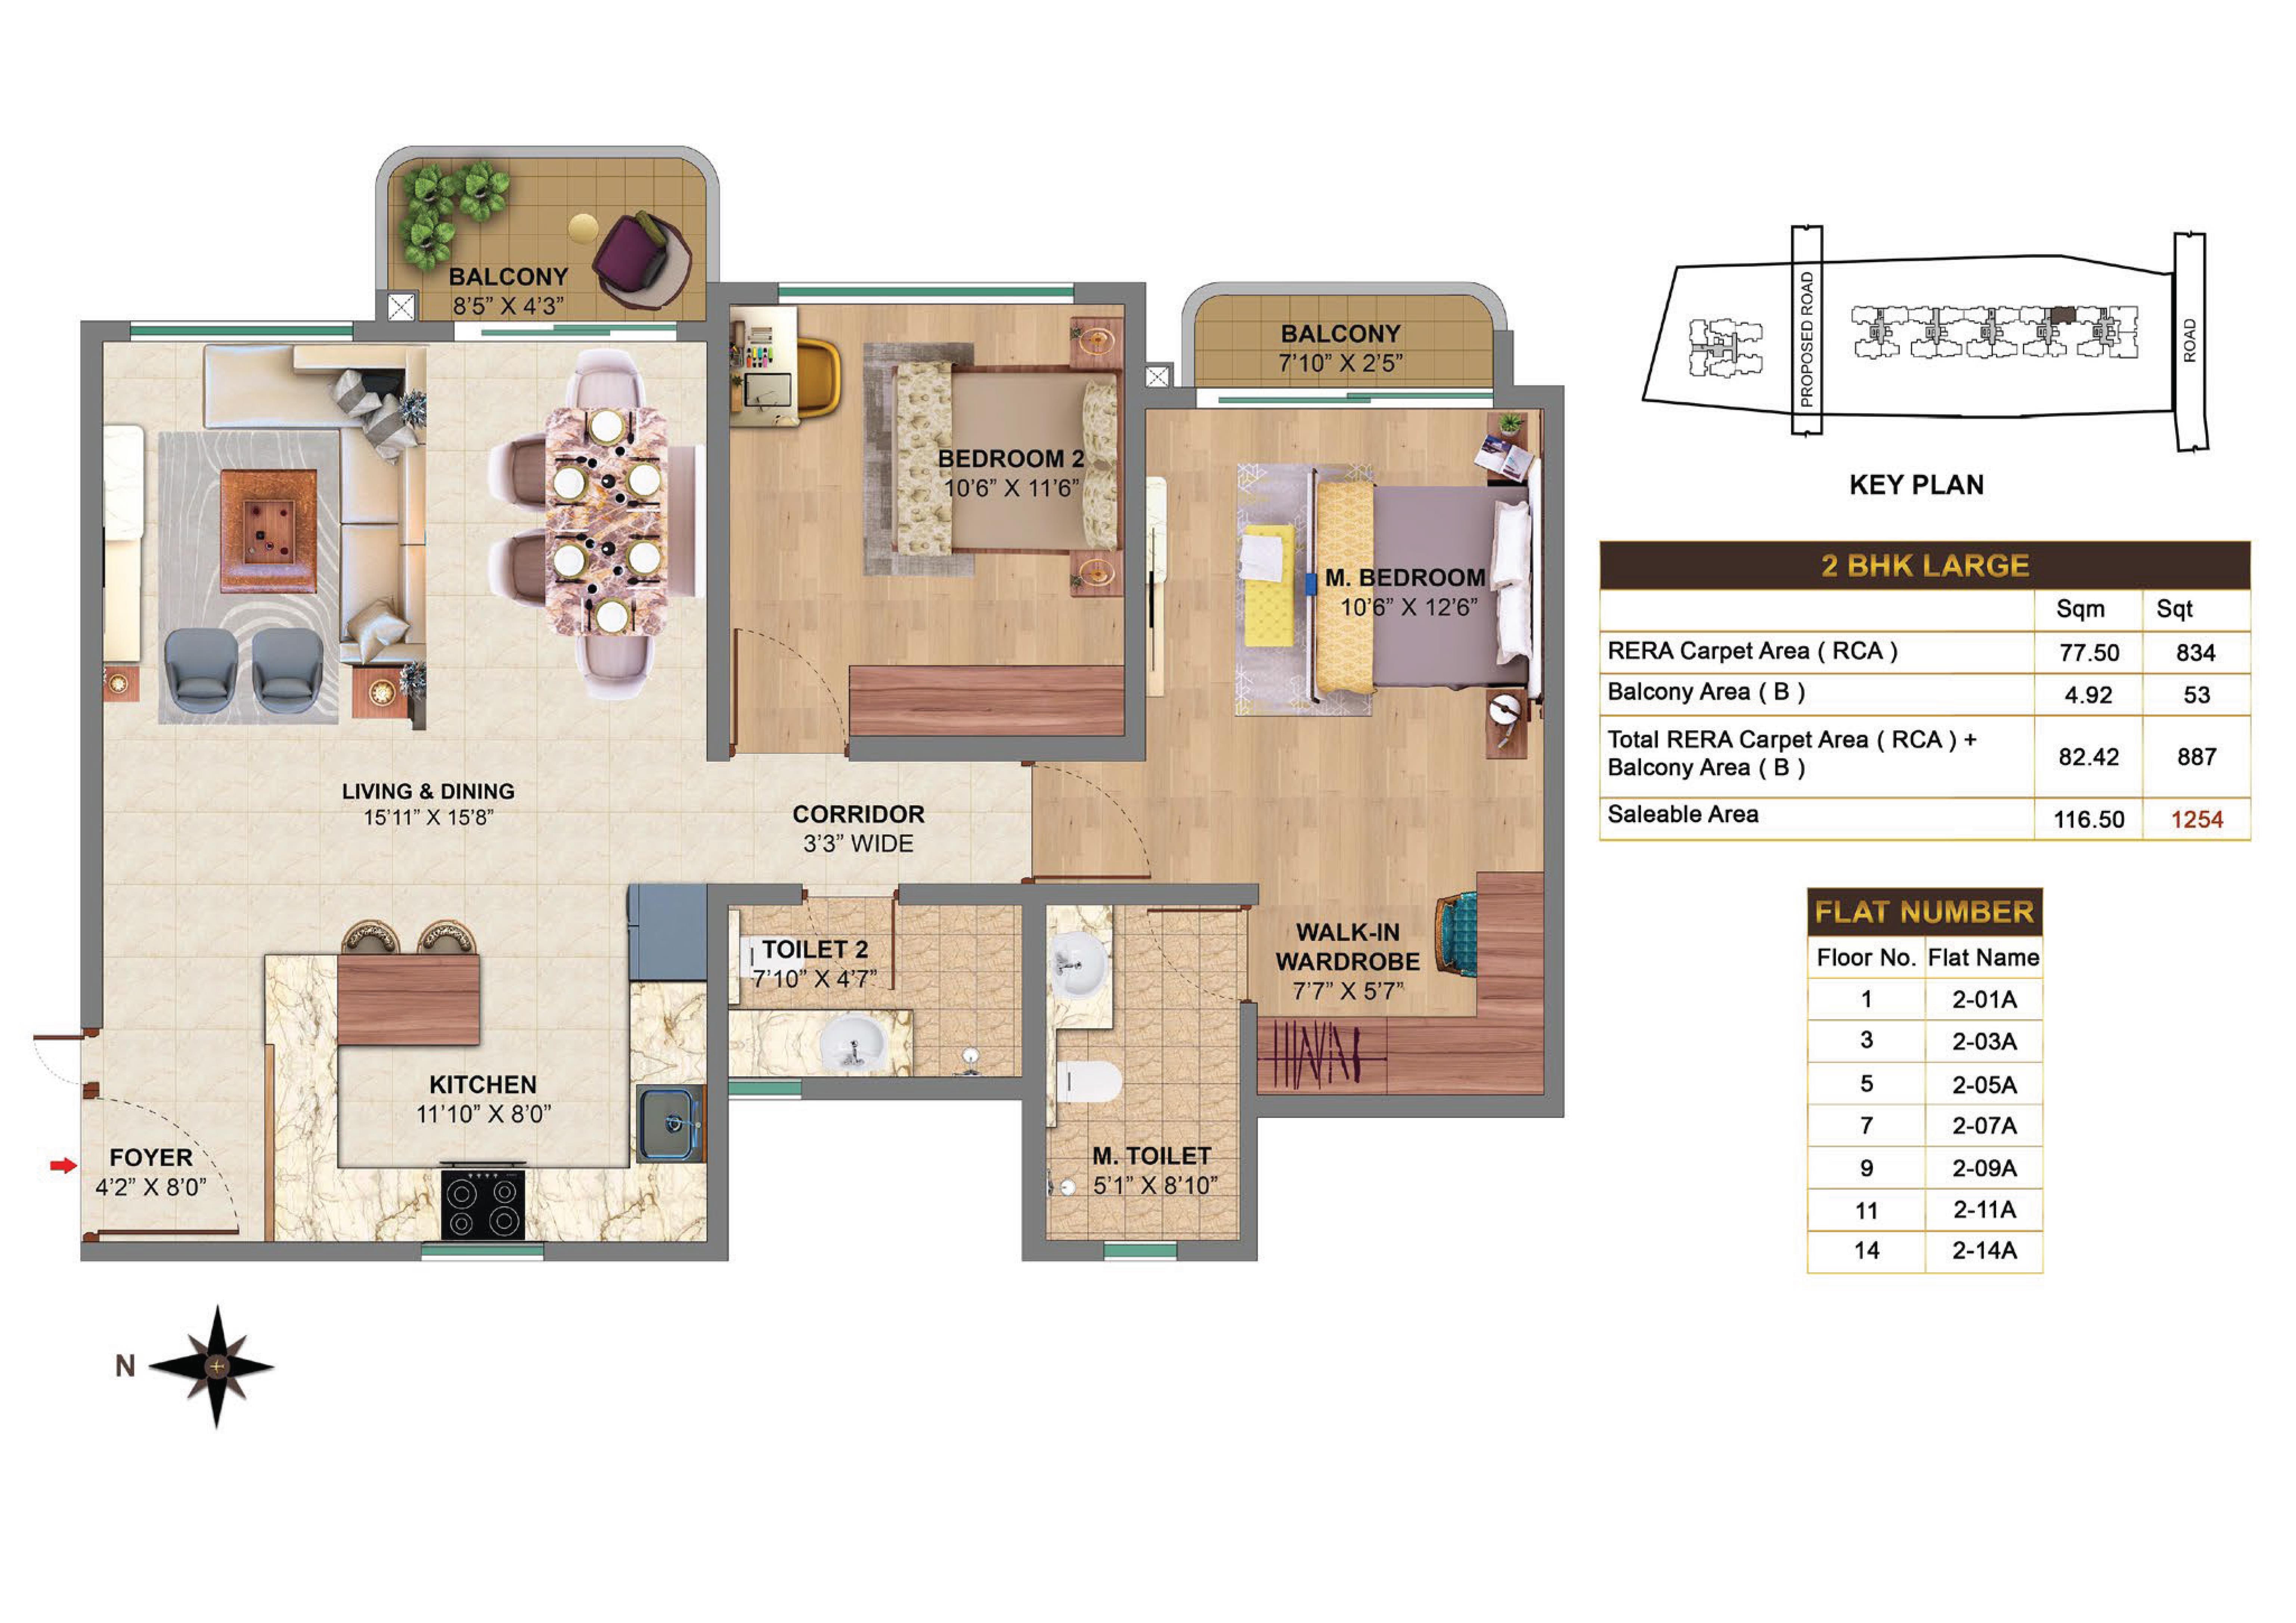 BALCONY
8'5” X 4'3”
BALCONY
7'10” X 2'5”
BEDROOM 2
10'6” X 11'6”
M. BEDROOM
10'6” X 12'6”
LIVING & DINING
15'11” X 15'8”
CORRIDOR
3'3” WIDE
TOILET 2
7'10” X 4'7”
WALK-IN
WARDROBE
7'7” X 5'7”
KITCHEN
11'10” X 8'0”
FOYER
4'2” X 8'0”
M. TOILET
5'1” X 8'10”
N
PROPOSED ROAD
ROAD
KEY PLAN
2 BHK LARGE
Sqm Sqt
RERA Carpet Area ( RCA ) 77.50 834
Balcony Area ( B ) 4.92 53
Total RERA Carpet Area ( RCA ) +
Balcony Area ( B ) 82.42 887
Saleable Area 116.50 1254
FLAT NUMBER
Floor No. Flat Name
1 2-01A
3 2-03A
5 2-05A
7 2-07A
9 2-09A
11 2-11A
14 2-14A